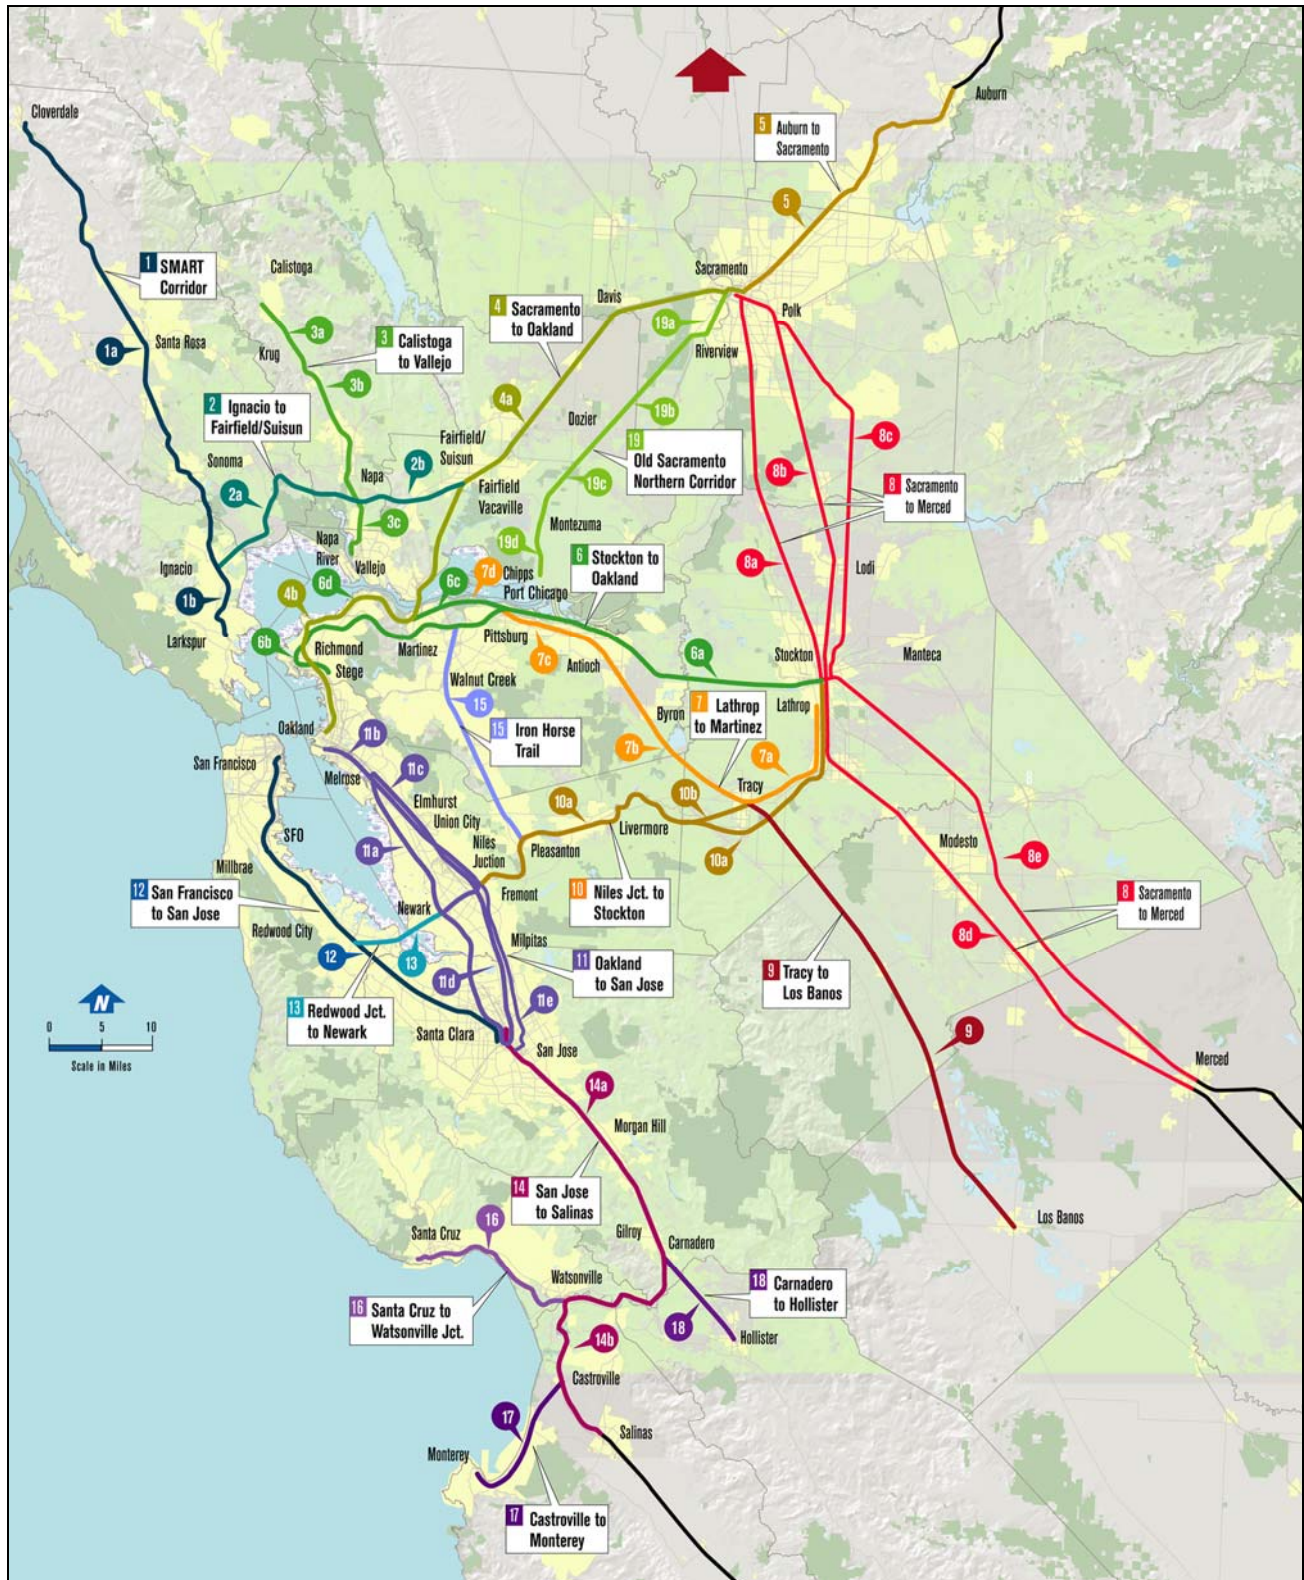 Cloverdale
Auburn
5 Auburn to
Sacramento
5
1 SMART
Corridor
Calistoga
Sacramento
Davis
4 Sacramento
to Oakland
Polk
3a
19a
1a
Santa Rosa
Krug
3 Calistoga
to Vallejo
Riverview
3b
4a
19b
2 Ignacio to
Fairfield/Suisun
Dozier
8c
Fairfield/
Suisun
19
Old Sacramento
Northern Corridor
Sonoma
Napa
2b
8b
2a
19c
Fairfield
Vacaville
8 Sacramento
to Merced
3c
Montezuma
Napa
River
19d
6 Stockton to
Oakland
Ignacio
Vallejo
7d
Chipps
8a
Lodi
6d
6c
Port Chicago
1b
4b
Larkspur
6b
Richmond
Martinez
Pittsburg
Stockton
Manteca
Stege
7c
Antioch
6a
Walnut Creek
15
7 Lathrop
to Martinez
Lathrop
Byron
Oakland
11b
15 Iron Horse
Trail
7b
7a
San Francisco
Melrose
11c
Tracy
Elmhurst
10a
10b
Union City
Livermore
SFO
11a
Niles
Juction
Pleasanton
Modesto
8e
10a
Millbrae
12 San Francisco
to San Jose
Fremont
10 Niles Jct. to
Stockton
8 Sacramento
to Merced
Newark
Redwood City
Milpitas
8d
12
13
11 Oakland
to San Jose
9 Tracy to
Los Banos
11d
N
13 Redwood Jct.
to Newark
11e
0 5 10
Santa Clara
San Jose
9
Scale in Miles
Merced
14a
Morgan Hill
14 San Jose
to Salinas
16
Los Banos
Santa Cruz
Gilroy
Carnadero
Watsonville
18 Carnadero
to Hollister
16 Santa Cruz to
Watsonville Jct.
18
Hollister
14b
Castroville
17
Salinas
Monterey
17 Castroville to
Monterey